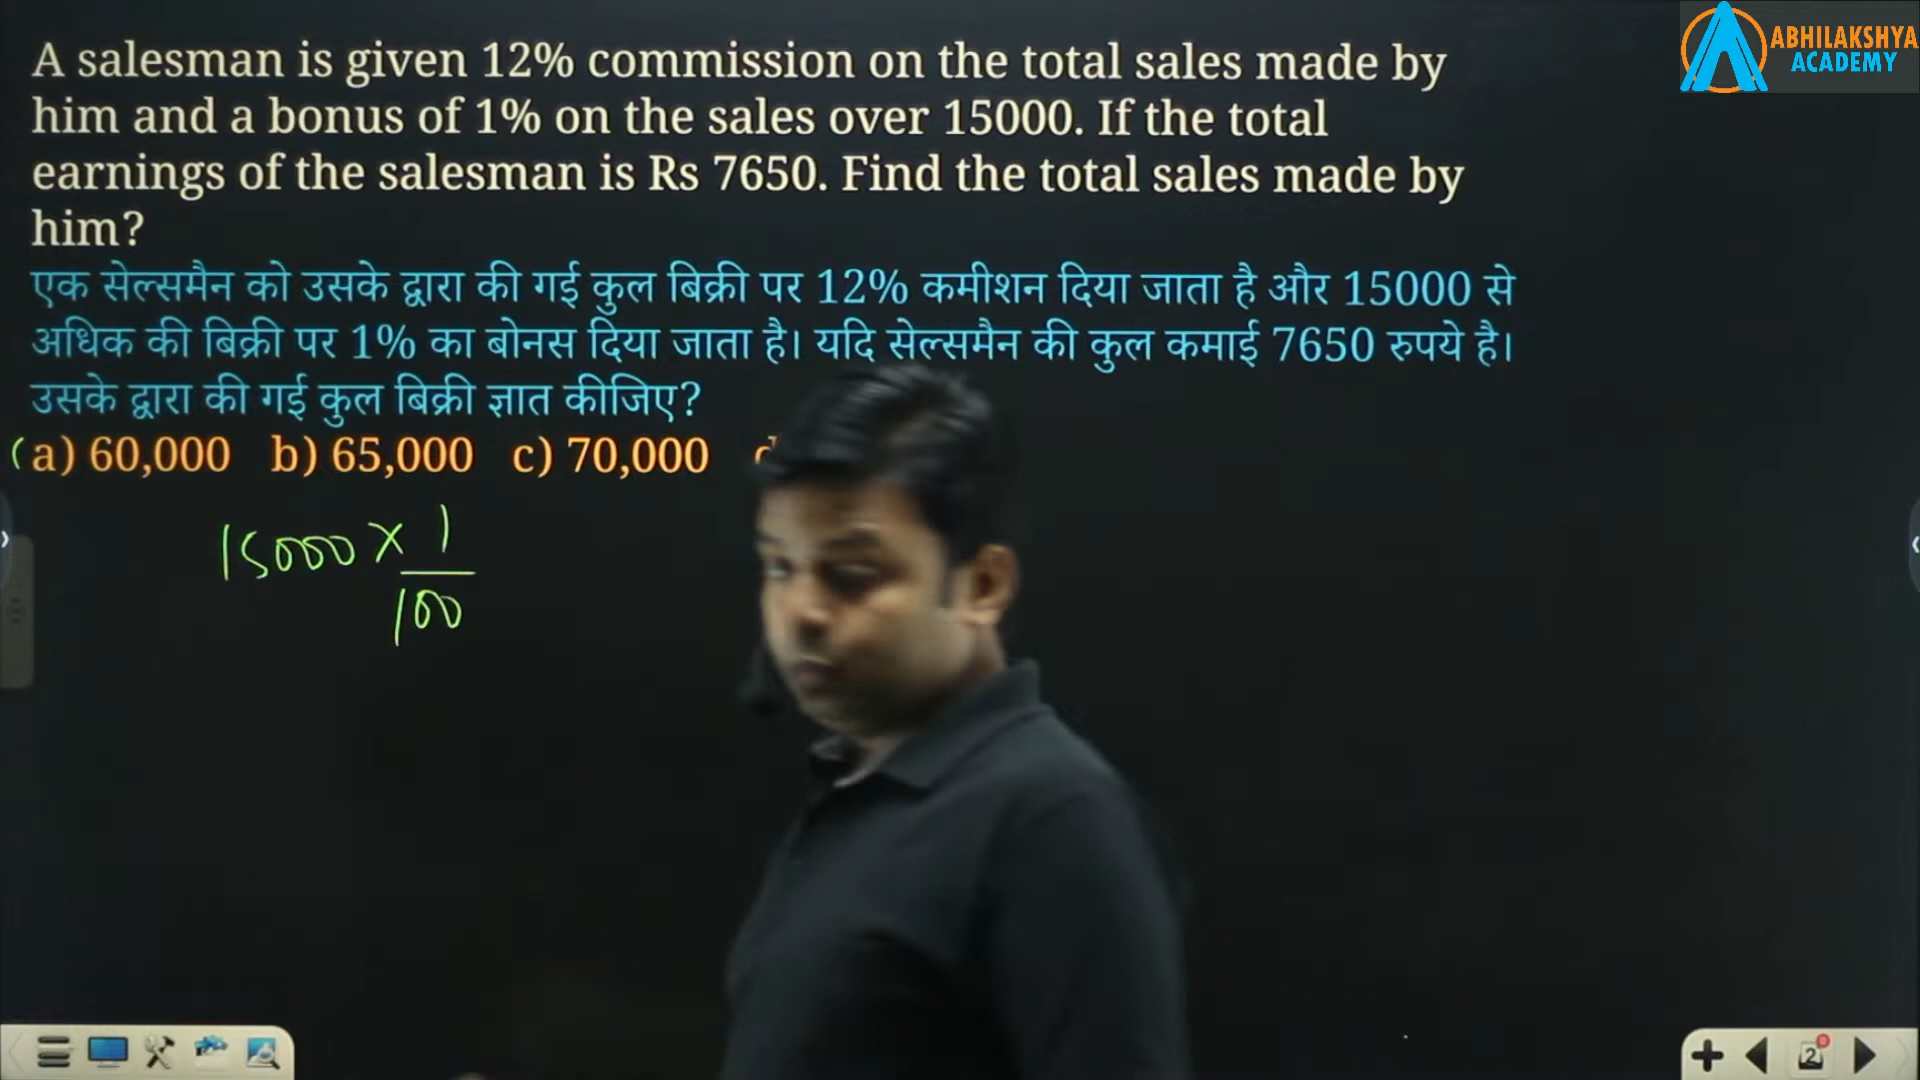 A salesman is given 12% commission on the total sales made by
him and a bonus of 1% on the sales over 15000. If the total
earnings of the salesman is Rs 7650. Find the total sales made by
him?
एक सेल्समैन को उसके द्वारा की गई कुल बिक्री पर 12% कमीशन दिया जाता है और 15000 से
अधिक की बिक्री पर 1% का बोनस दिया जाता है। यदि सेल्समैन की कुल कमाई 7650 रुपये है।
उसके द्वारा की गई कुल बिक्री ज्ञात कीजिए?
(a) 60,000 b) 65,000 c) 70,000
15000 × 1
100
ABHILAKSHYA
ACADEMY
2